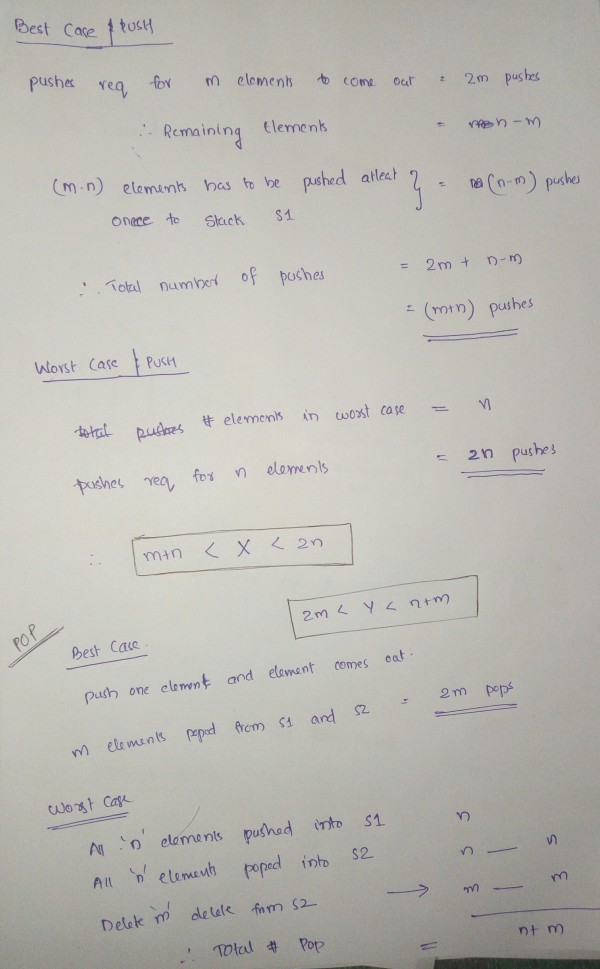 Best Case | PUSH
pushes req for m elements to come out = 2m pushes
∴ Remaining Elements = n-m
(m-n) elements has to be pushed atleat } = (n-m) pushes
onece to Stack S1
∴ Total number of pushes = 2m + n-m
= (m+n) pushes
Worst Case | PUSH
total pushes # elements in worst case = n
pushes req for n elements = 2n pushes
∴ m+n < X < 2n
2m < Y < n+m
POP
Best Case.
push one element and element comes out.
m elements poped from S1 and S2 = 2m pops
Worst Case
All 'n' elements pushed into S1 n
All 'n' elements poped into S2 n — n
Delete 'm' delele from S2 → m — m
∴ Total # Pop = n+m